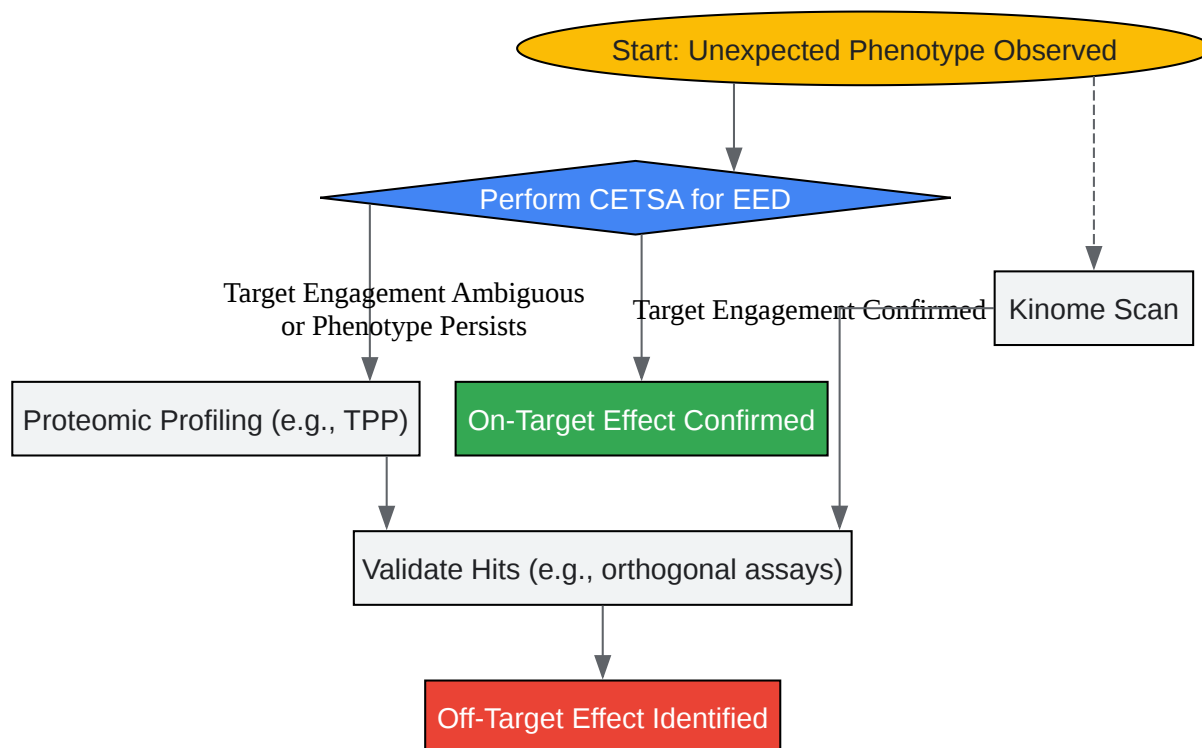 Start: Unexpected Phenotype Observed
Perform CETSA for EED
Target Engagement Ambiguous
or Phenotype Persists
Target Engagement Confirmed
Kinome Scan
Proteomic Profiling (e.g., TPP)
On-Target Effect Confirmed
Validate Hits (e.g., orthogonal assays)
Off-Target Effect Identified